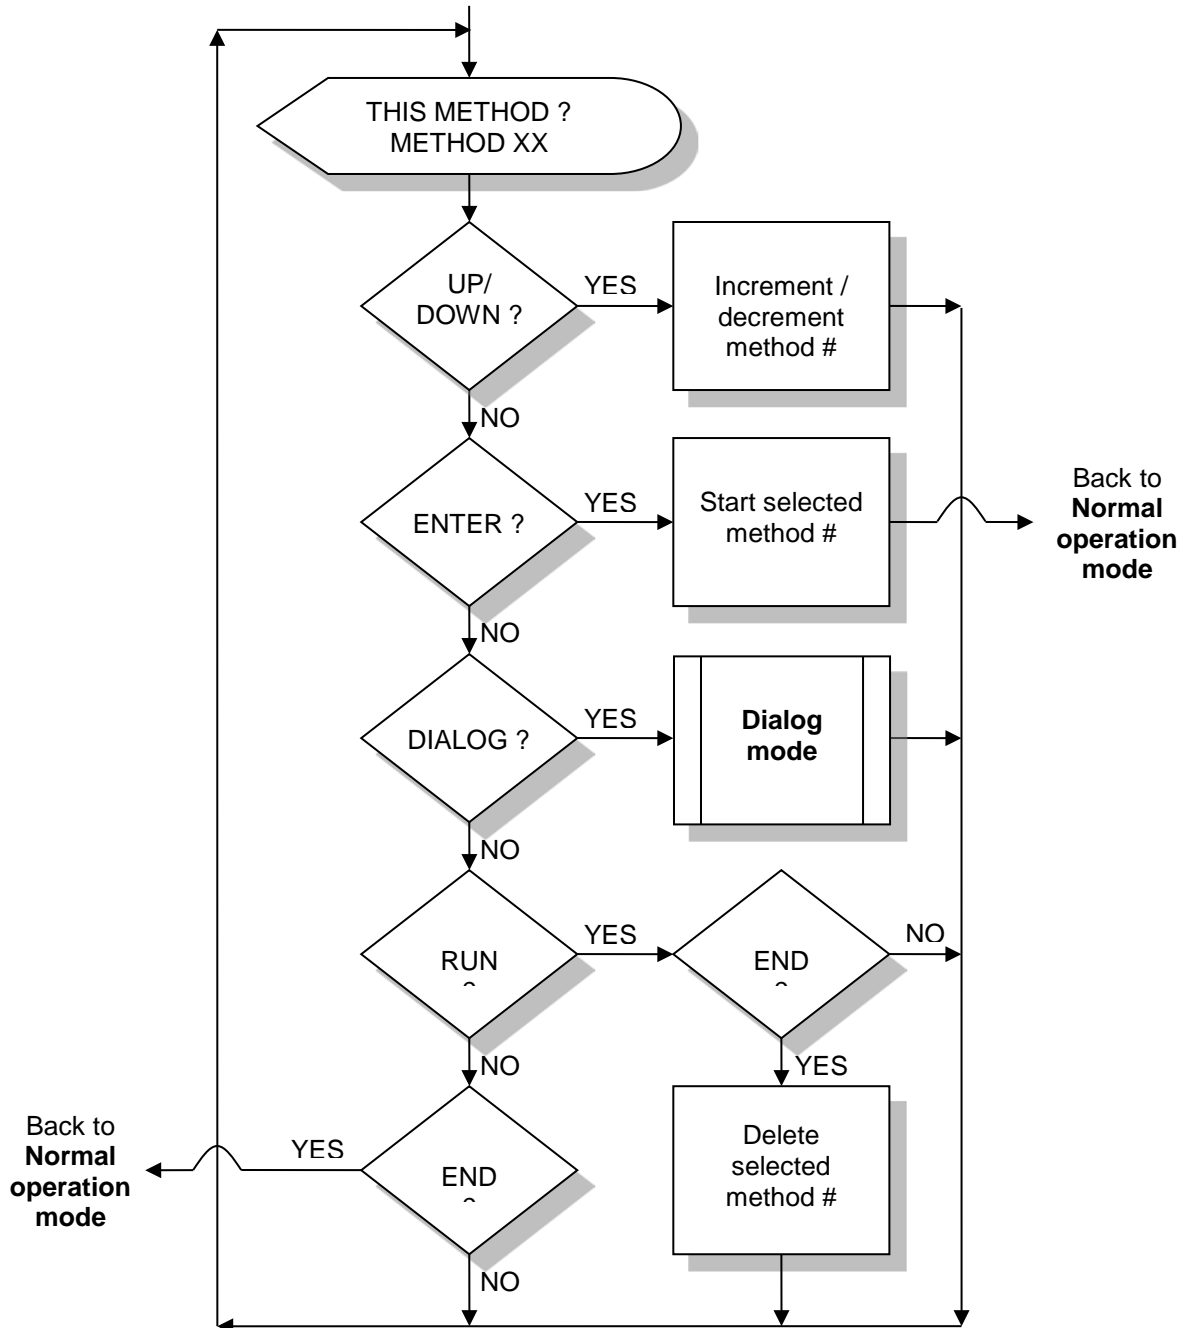 THIS METHOD ?
METHOD XX
UP/
DOWN ?
YES
Increment /
decrement
method #
NO
ENTER ?
YES
Start selected
method #
Back to
Normal
operation
mode
NO
DIALOG ?
YES
Dialog
mode
NO
RUN
?
YES
END
?
NO
NO
YES
Back to
Normal
operation
mode
YES
END
?
Delete
selected
method #
NO